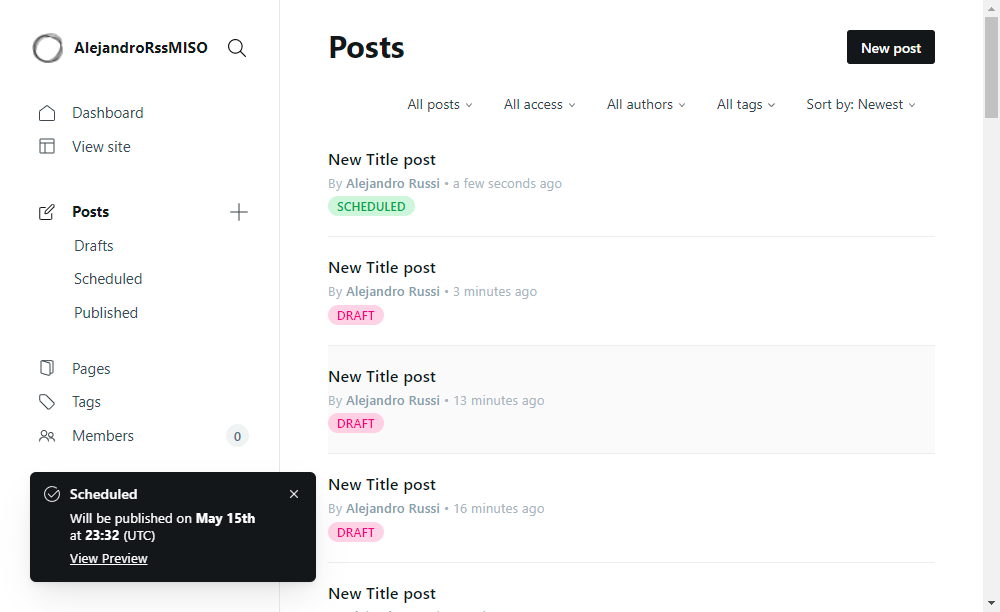 AlejandroRssMISO
Dashboard
View site
Posts
Drafts
Scheduled
Published
Pages
Tags
Members 0
Scheduled
Will be published on May 15th
at 23:32 (UTC)
View Preview
Posts
New post
All posts All access All authors All tags Sort by: Newest
New Title post
By Alejandro Russi • a few seconds ago
SCHEDULED
New Title post
By Alejandro Russi • 3 minutes ago
DRAFT
New Title post
By Alejandro Russi • 13 minutes ago
DRAFT
New Title post
By Alejandro Russi • 16 minutes ago
DRAFT
New Title post